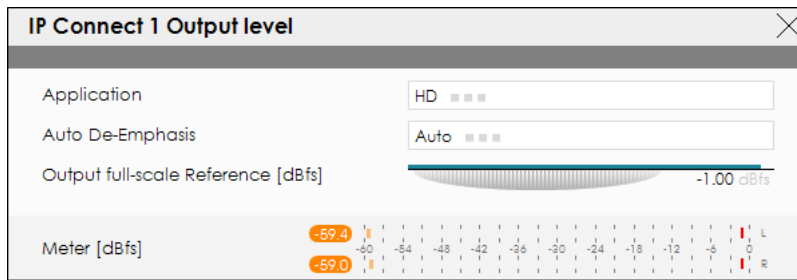 IP Connect 1 Output level
Application HD
Auto De-Emphasis Auto
Output full-scale Reference [dBfs] -1.00 dBfs
-59.4 L
Meter [dBfs] -60 -54 -48 -42 -36 -30 -24 -18 -12 -6 0
-59.0 R